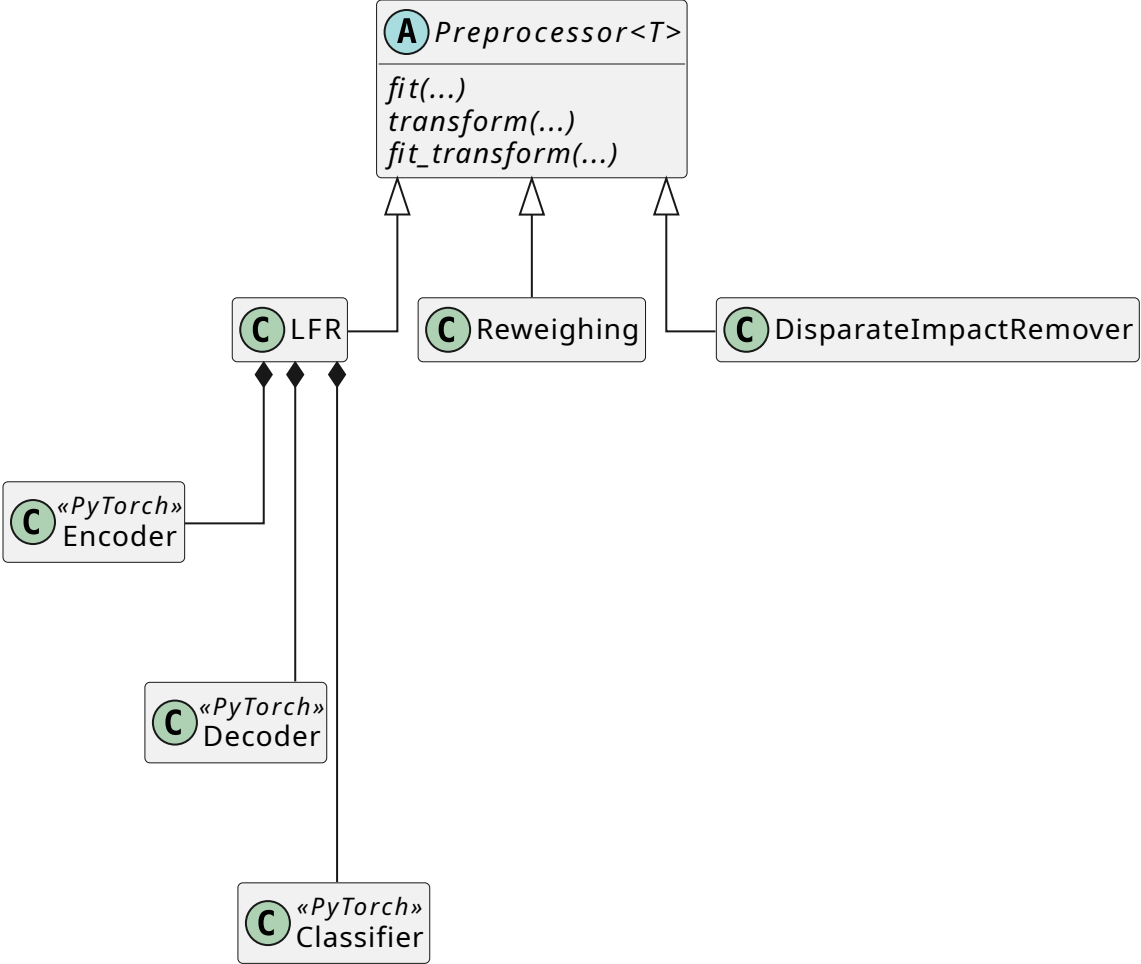 A Preprocessor<T>
fit(...)
transform(...)
fit_transform(...)
C LFR
C Reweighing
C DisparateImpactRemover
«PyTorch»
C Encoder
«PyTorch»
C Decoder
«PyTorch»
C Classifier